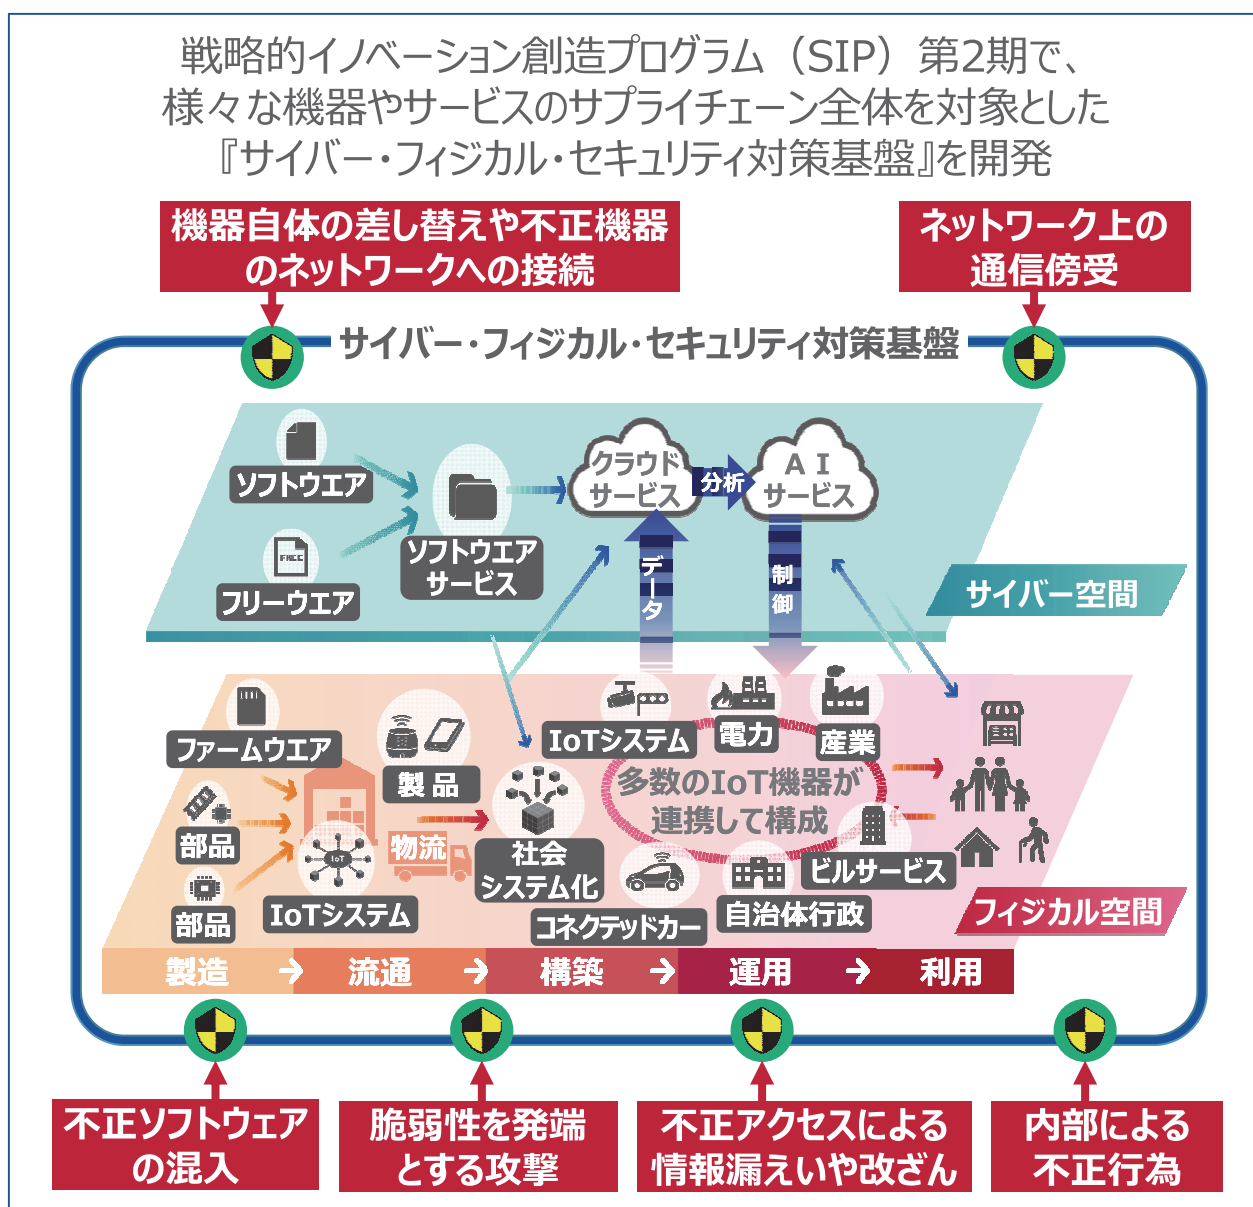 戦略的イノベーション創造プログラム（SIP）第2期で、
様々な機器やサービスのサプライチェーン全体を対象とした
『サイバー・フィジカル・セキュリティ対策基盤』を開発
機器自体の差し替えや不正機器
のネットワークへの接続
ネットワーク上の
通信傍受
サイバー・フィジカル・セキュリティ対策基盤
ソフトウエア
フリーウエア
FREE
ソフトウエア
サービス
クラウド
サービス
分析
AI
サービス
データ
制御
サイバー空間
ファームウエア
部品
部品
IoT
IoTシステム
製品
物流
社会
システム化
IoTシステム
電力
産業
多数のIoT機器が
連携して構成
コネクテッドカー
自治体行政
ビルサービス
フィジカル空間
製造
流通
構築
運用
利用
不正ソフトウェア
の混入
脆弱性を発端
とする攻撃
不正アクセスによる
情報漏えいや改ざん
内部による
不正行為